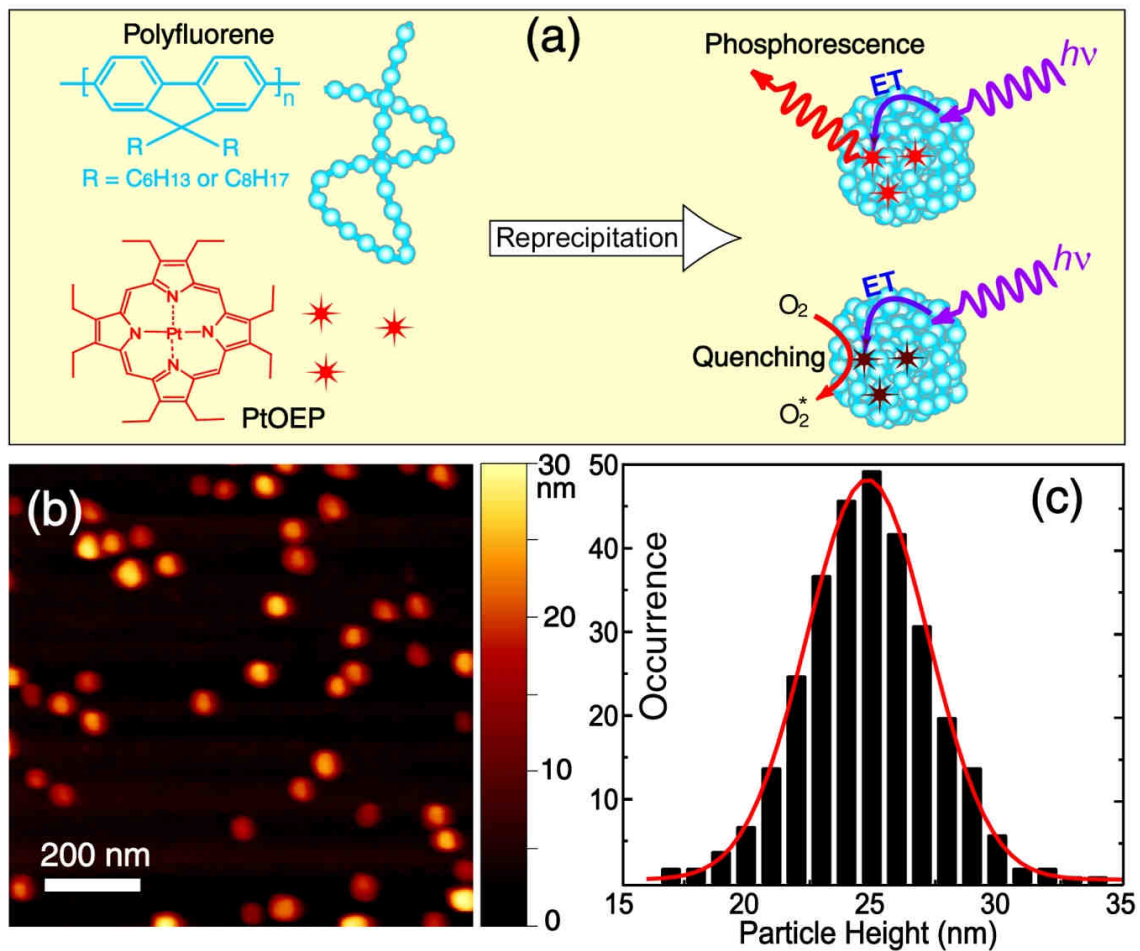 (a)
Polyfluorene
n
R R
R = C6H13 or C8H17
N
N Pt N
N
PtOEP
Reprecipitation
Phosphorescence
ET
hν
ET
hν
O2
Quenching
O2*
(b)
200 nm
30
nm
20
10
0
(c)
Occurrence
50
40
30
20
10
15 20 25 30 35
Particle Height (nm)